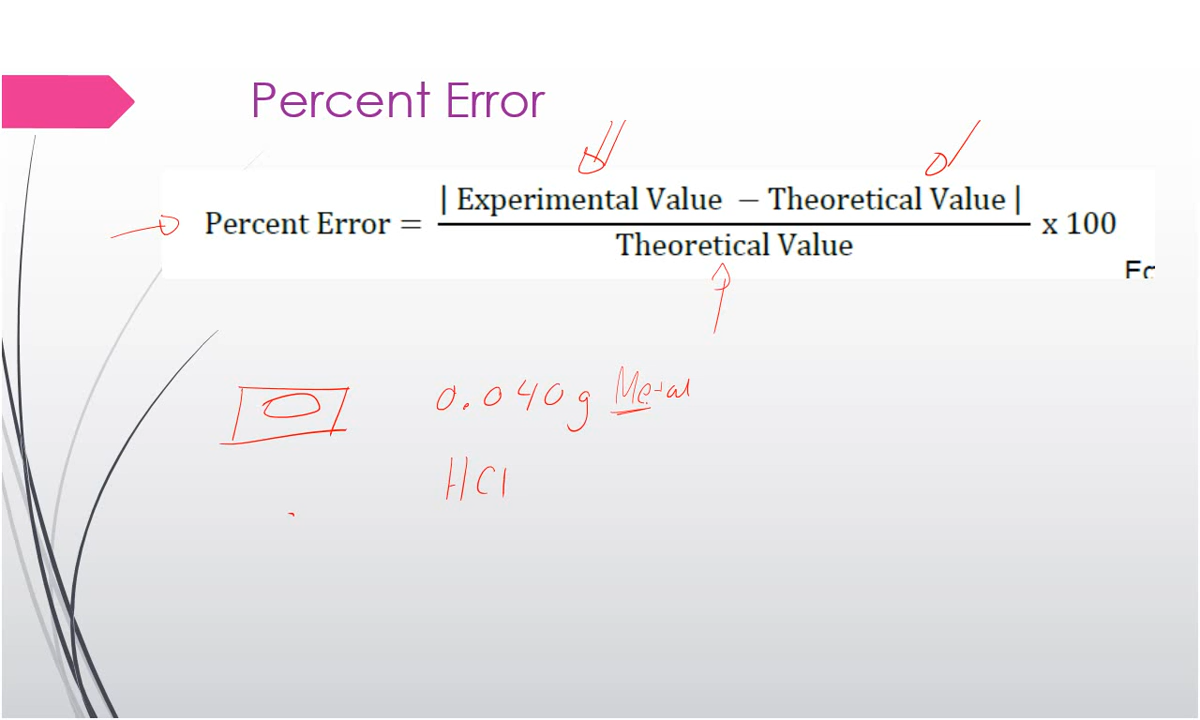 Percent Error
Percent Error = | Experimental Value − Theoretical Value | / Theoretical Value x 100
0.040g Metal
HCl